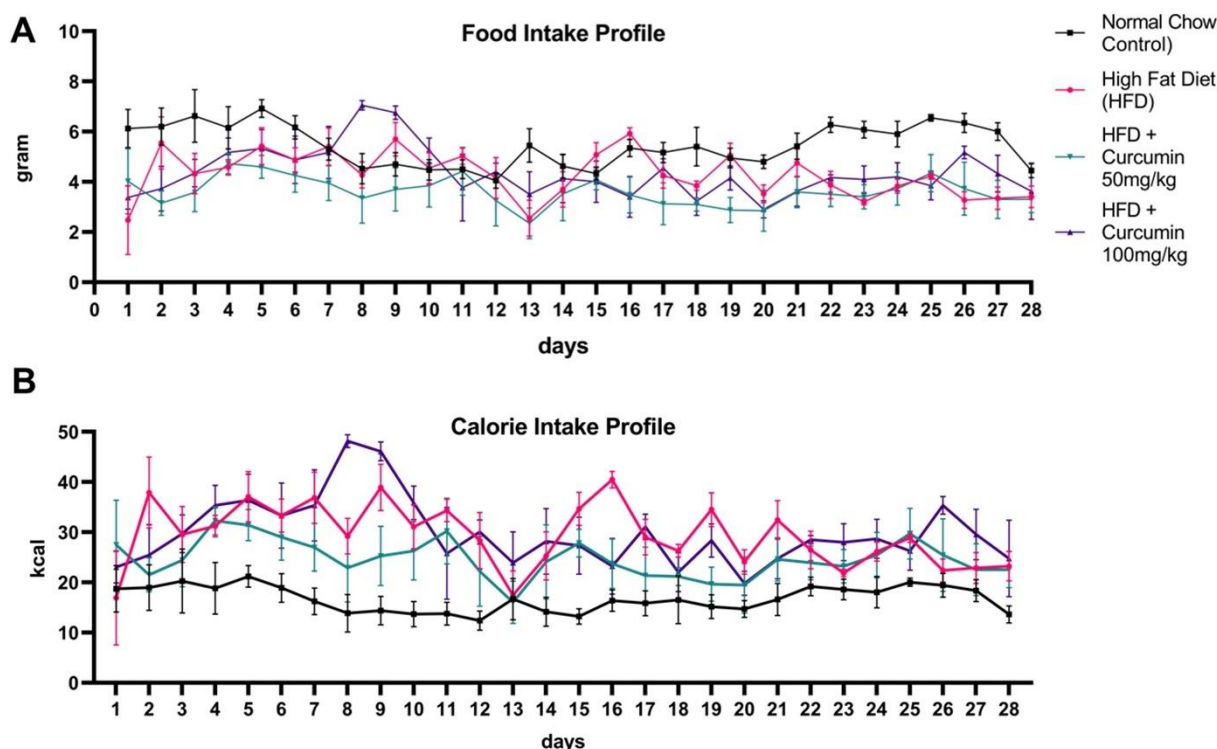 A
Food Intake Profile
10
8
6
4
2
0
gram
0 1 2 3 4 5 6 7 8 9 10 11 12 13 14 15 16 17 18 19 20 21 22 23 24 25 26 27 28
days
Normal Chow
Control)
High Fat Diet
(HFD)
HFD +
Curcumin
50mg/kg
HFD +
Curcumin
100mg/kg
B
Calorie Intake Profile
50
40
30
20
10
0
kcal
1 2 3 4 5 6 7 8 9 10 11 12 13 14 15 16 17 18 19 20 21 22 23 24 25 26 27 28
days